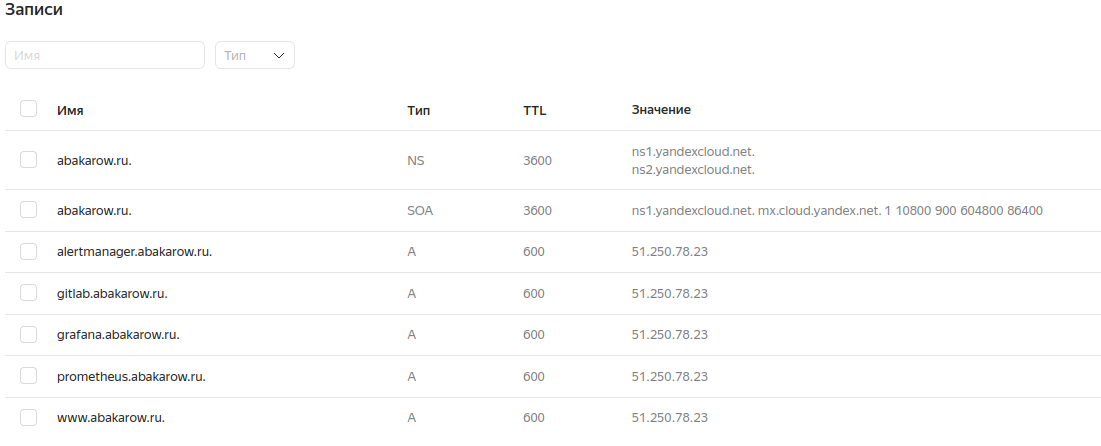 Записи
Имя Тип
Имя Тип TTL Значение
abakarow.ru. NS 3600 ns1.yandexcloud.net.
ns2.yandexcloud.net.
abakarow.ru. SOA 3600 ns1.yandexcloud.net. mx.cloud.yandex.net. 1 10800 900 604800 86400
alertmanager.abakarow.ru. A 600 51.250.78.23
gitlab.abakarow.ru. A 600 51.250.78.23
grafana.abakarow.ru. A 600 51.250.78.23
prometheus.abakarow.ru. A 600 51.250.78.23
www.abakarow.ru. A 600 51.250.78.23